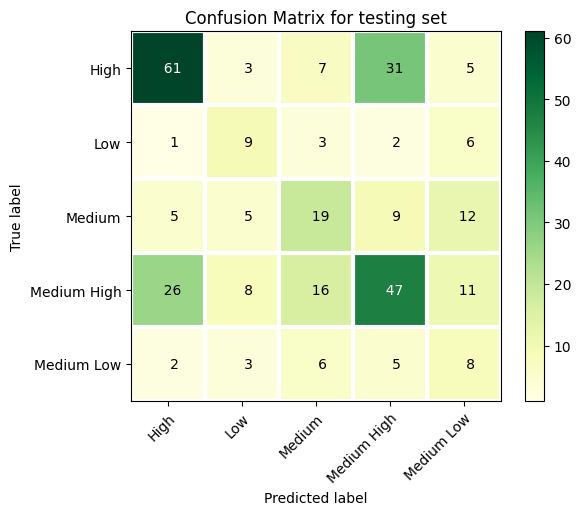 Confusion Matrix for testing set
High 61 3 7 31 5
Low 1 9 3 2 6
Medium 5 5 19 9 12
Medium High 26 8 16 47 11
Medium Low 2 3 6 5 8
High Low Medium Medium High Medium Low
Predicted label
True label
60
50
40
30
20
10